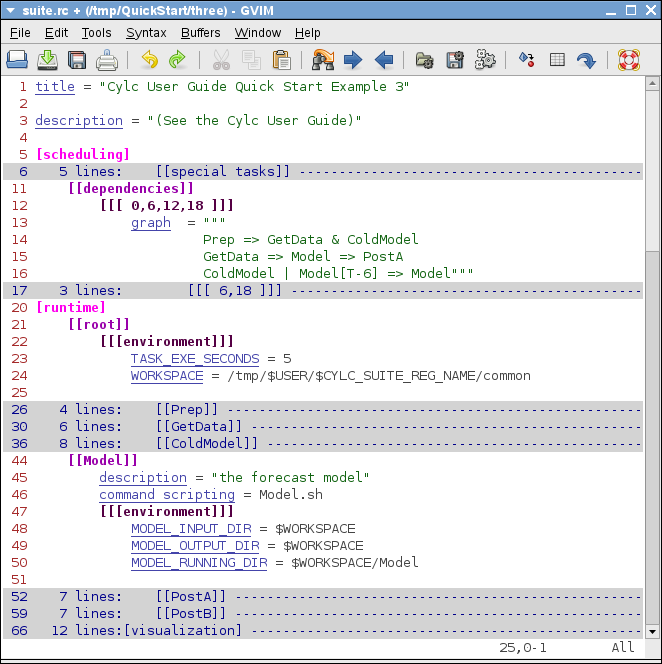 suite.rc + (/tmp/QuickStart/three) - GVIM
File Edit Tools Syntax Buffers Window Help
1 title = "Cylc User Guide Quick Start Example 3"
2
3 description = "(See the Cylc User Guide)"
4
5 [scheduling]
6 5 lines: [[special tasks]] -------------------------------------------
11 [[dependencies]]
12 [[[ 0,6,12,18 ]]]
13 graph = """
14 Prep => GetData & ColdModel
15 GetData => Model => PostA
16 ColdModel | Model[T-6] => Model"""
17 3 lines: [[[ 6,18 ]]] --------------------------------------------
20 [runtime]
21 [[root]]
22 [[[environment]]]
23 TASK_EXE_SECONDS = 5
24 WORKSPACE = /tmp/$USER/$CYLC_SUITE_REG_NAME/common
25
26 4 lines: [[Prep]] ----------------------------------------------------
30 6 lines: [[GetData]] -------------------------------------------------
36 8 lines: [[ColdModel]] -----------------------------------------------
44 [[Model]]
45 description = "the forecast model"
46 command scripting = Model.sh
47 [[[environment]]]
48 MODEL_INPUT_DIR = $WORKSPACE
49 MODEL_OUTPUT_DIR = $WORKSPACE
50 MODEL_RUNNING_DIR = $WORKSPACE/Model
51
52 7 lines: [[PostA]] ---------------------------------------------------
59 7 lines: [[PostB]] ---------------------------------------------------
66 12 lines:[visualization] -------------------------------------------------
25,0-1 All